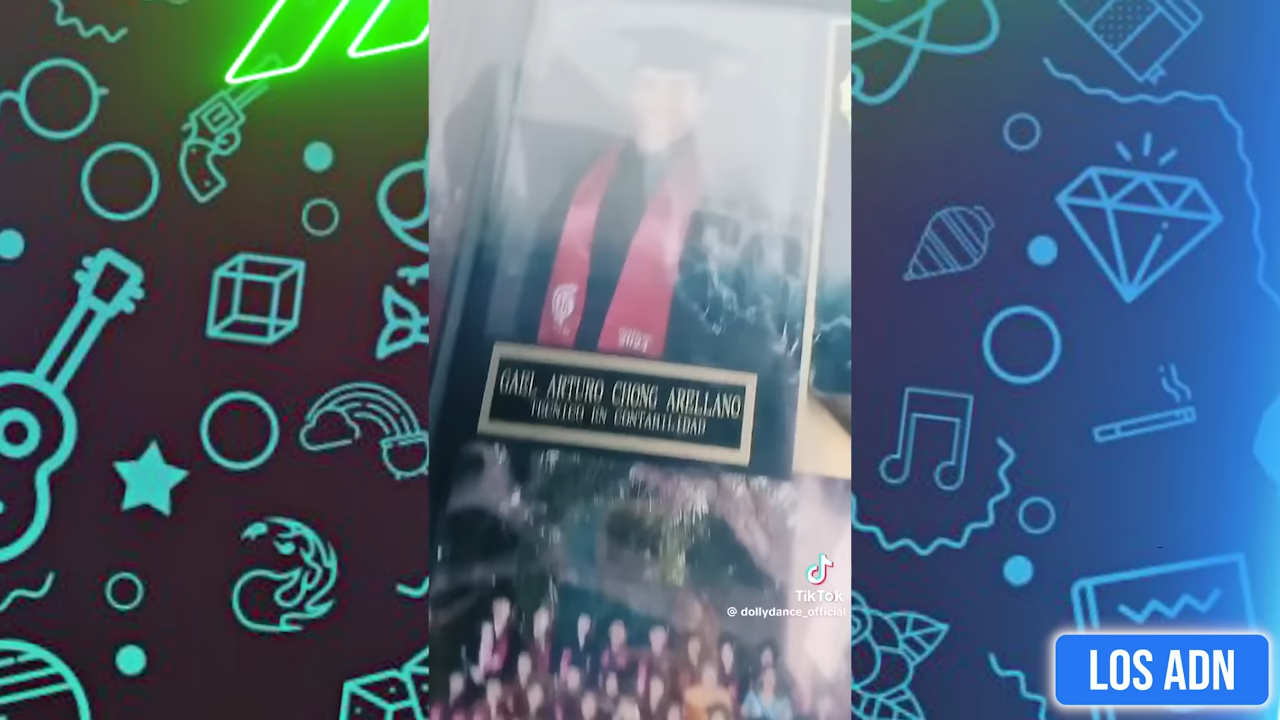 GAEL ARTURO CHONG ARELLANO
TECNICO EN CONTABILIDAD
TikTok
@ dollydance_official
LOS ADN